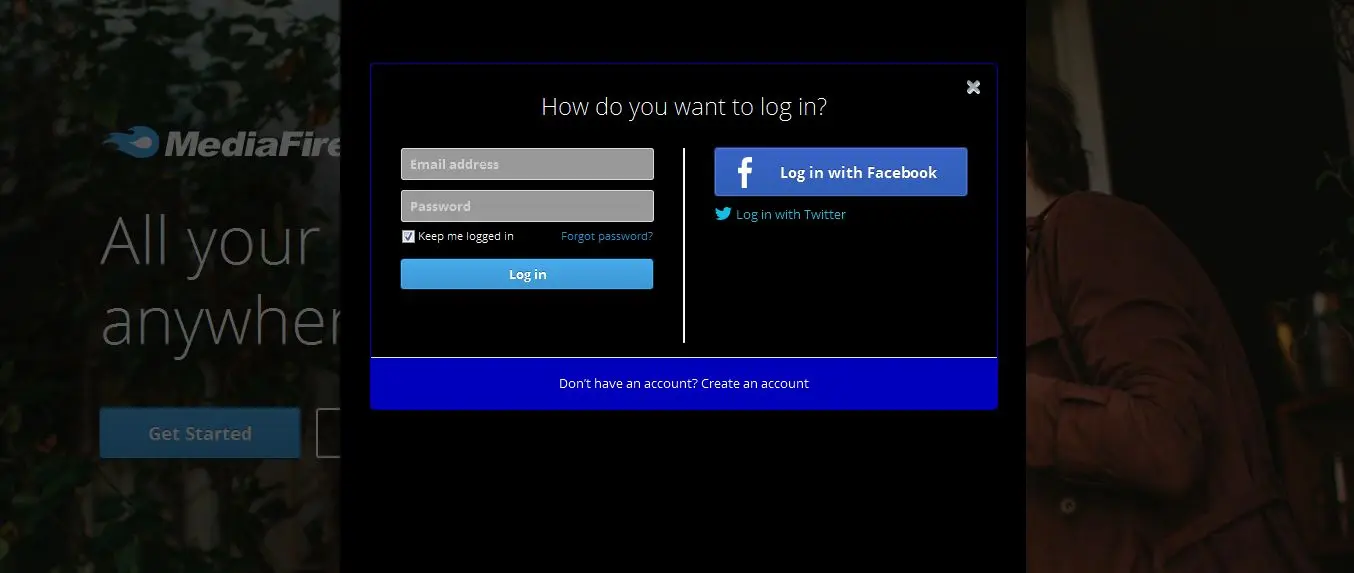 How do you want to log in?
Email address
Password
Keep me logged in
Forgot password?
Log in
Log in with Facebook
Log in with Twitter
Don't have an account? Create an account
MediaFire
All your
anywher
Get Started